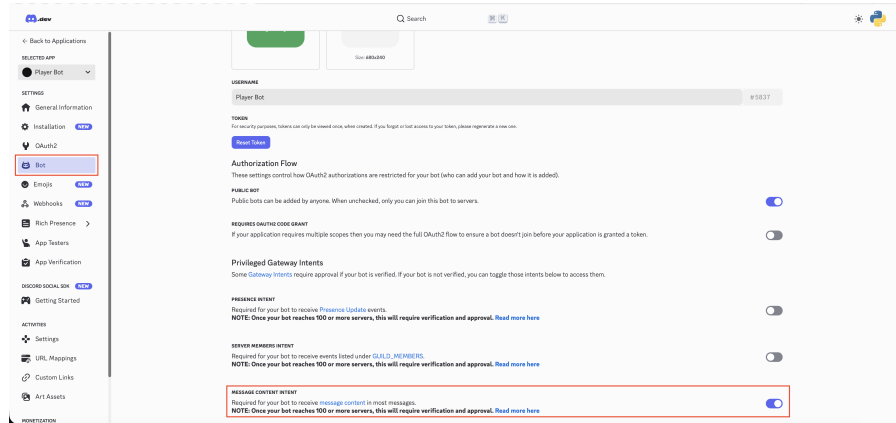 .dev
Search
⌘ K
← Back to Applications
SELECTED APP
Player Bot
SETTINGS
General Information
Installation NEW
OAuth2
Bot
Emojis NEW
Webhooks NEW
Rich Presence
App Testers
App Verification
DISCORD SOCIAL SDK NEW
Getting Started
ACTIVITIES
Settings
URL Mappings
Custom Links
Art Assets
MONETIZATION
Size: 680x240
USERNAME
Player Bot #5837
TOKEN
For security purposes, tokens can only be viewed once, when created. If you forgot or lost access to your token, please regenerate a new one.
Reset Token
Authorization Flow
These settings control how OAuth2 authorizations are restricted for your bot (who can add your bot and how it is added).
PUBLIC BOT
Public bots can be added by anyone. When unchecked, only you can join this bot to servers.
REQUIRES OAUTH2 CODE GRANT
If your application requires multiple scopes then you may need the full OAuth2 flow to ensure a bot doesn't join before your application is granted a token.
Privileged Gateway Intents
Some Gateway Intents require approval if your bot is verified. If your bot is not verified, you can toggle those intents below to access them.
PRESENCE INTENT
Required for your bot to receive Presence Update events.
NOTE: Once your bot reaches 100 or more servers, this will require verification and approval. Read more here
SERVER MEMBERS INTENT
Required for your bot to receive events listed under GUILD_MEMBERS.
NOTE: Once your bot reaches 100 or more servers, this will require verification and approval. Read more here
MESSAGE CONTENT INTENT
Required for your bot to receive message content in most messages.
NOTE: Once your bot reaches 100 or more servers, this will require verification and approval. Read more here